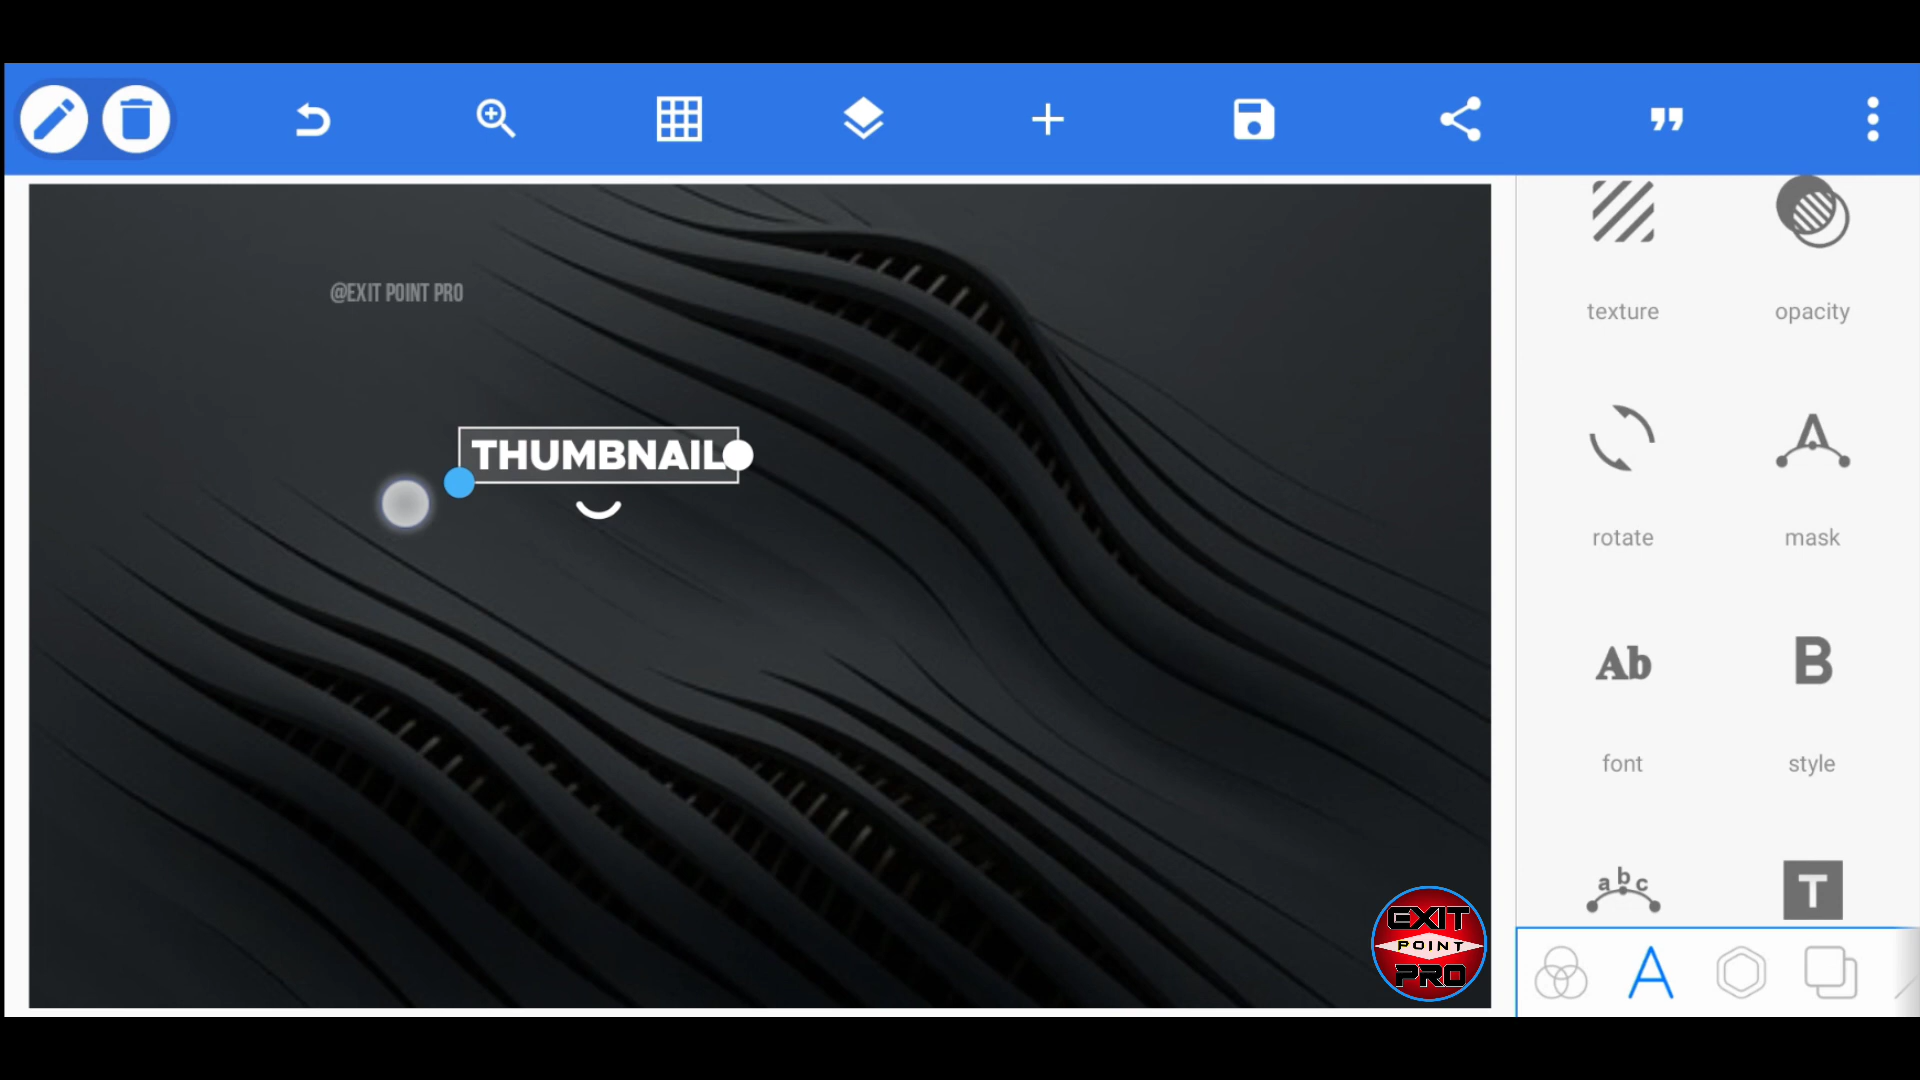 texture
opacity
@EXIT POINT PRO
THUMBNAIL
rotate
mask
Ab
B
font
style
abc
T
EXIT
POINT
PRO
A